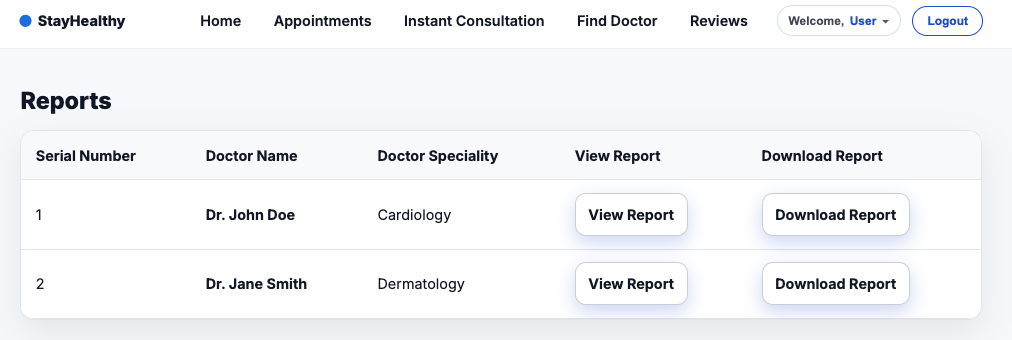 StayHealthy Home Appointments Instant Consultation Find Doctor Reviews Welcome, User Logout
Reports
Serial Number Doctor Name Doctor Speciality View Report Download Report
1 Dr. John Doe Cardiology View Report Download Report
2 Dr. Jane Smith Dermatology View Report Download Report